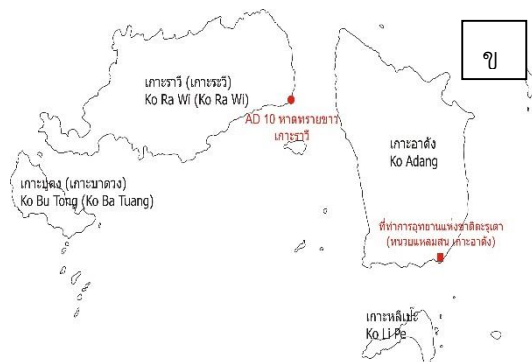 ข
เกาะราวี (เกาะระวี)
Ko Ra Wi (Ko Ra Wi)
AD 10 หาดทรายขาว
เกาะราวี
เกาะอาดัง
Ko Adang
เกาะบุตง (เกาะบาตวง)
Ko Bu Tong (Ko Ba Tuang)
ที่ทำการอุทยานแห่งชาติตะรุเตา
(หน่วยแหลมสน เกาะอาดัง)
เกาะหลีเป๊ะ
Ko Li Pe